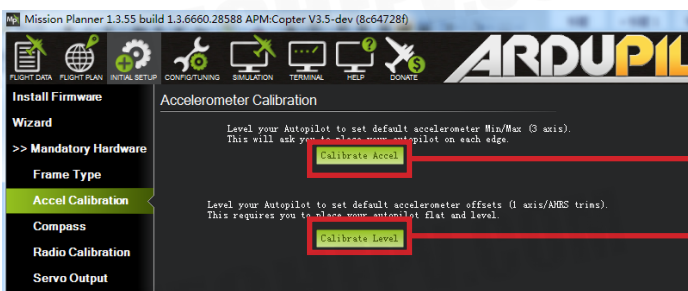 Mission Planner 1.3.55 build 1.3.6660.28588 APM:Copter V3.5-dev (8c64728f)
FLIGHT DATA FLIGHT PLAN INITIAL SETUP CONFIG/TUNING SIMULATION TERMINAL HELP DONATE
ARDUPIL
Install Firmware
Accelerometer Calibration
Wizard
Level your Autopilot to set default accelerometer Min/Max (3 axis).
This will ask you to place your autopilot on each edge.
>> Mandatory Hardware
Calibrate Accel
Frame Type
Accel Calibration
Level your Autopilot to set default accelerometer offsets (1 axis/AHRS trims).
This requires you to place your autopilot flat and level.
Compass
Calibrate Level
Radio Calibration
Servo Output